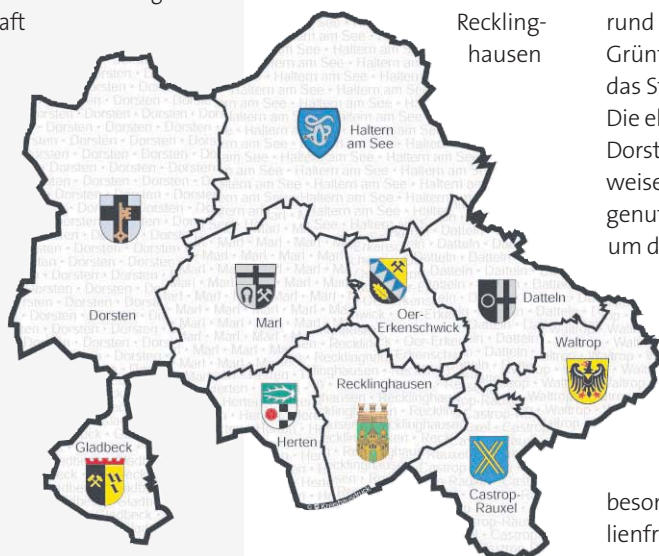 aft
Reckling-
hausen
rund
das St
Die el
Dorst
weise
genut
um d
Haltern
am See
Dorsten
Marl
Oer-
Erkenschwick
Datteln
Waltrop
Recklinghausen
Herten
Gladbeck
Castrop-
Rauxel
beson
lienfr